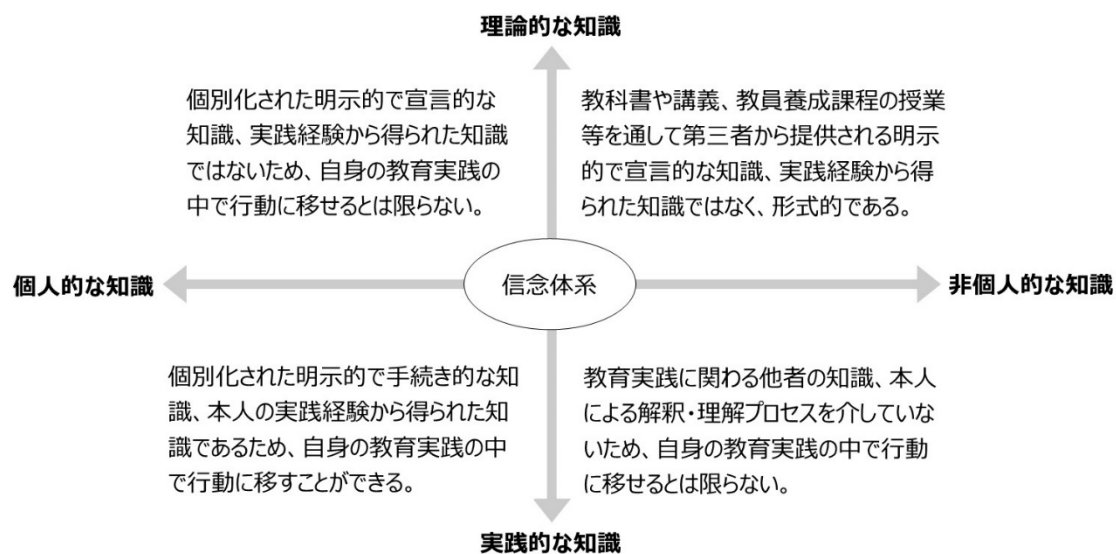 理論的な知識
個別化された明示的で宣言的な
知識、実践経験から得られた知識
ではないため、自身の教育実践の
中で行動に移せるとは限らない。
教科書や講義、教員養成課程の授業
等を通して第三者から提供される明示
的で宣言的な知識、実践経験から得
られた知識ではなく、形式的である。
個人的な知識
信念体系
非個人的な知識
個別化された明示的で手続き的な知
識、本人の実践経験から得られた知
識であるため、自身の教育実践の中
で行動に移すことができる。
教育実践に関わる他者の知識、本人
による解釈・理解プロセスを介していな
いため、自身の教育実践の中で行動
に移せるとは限らない。
実践的な知識